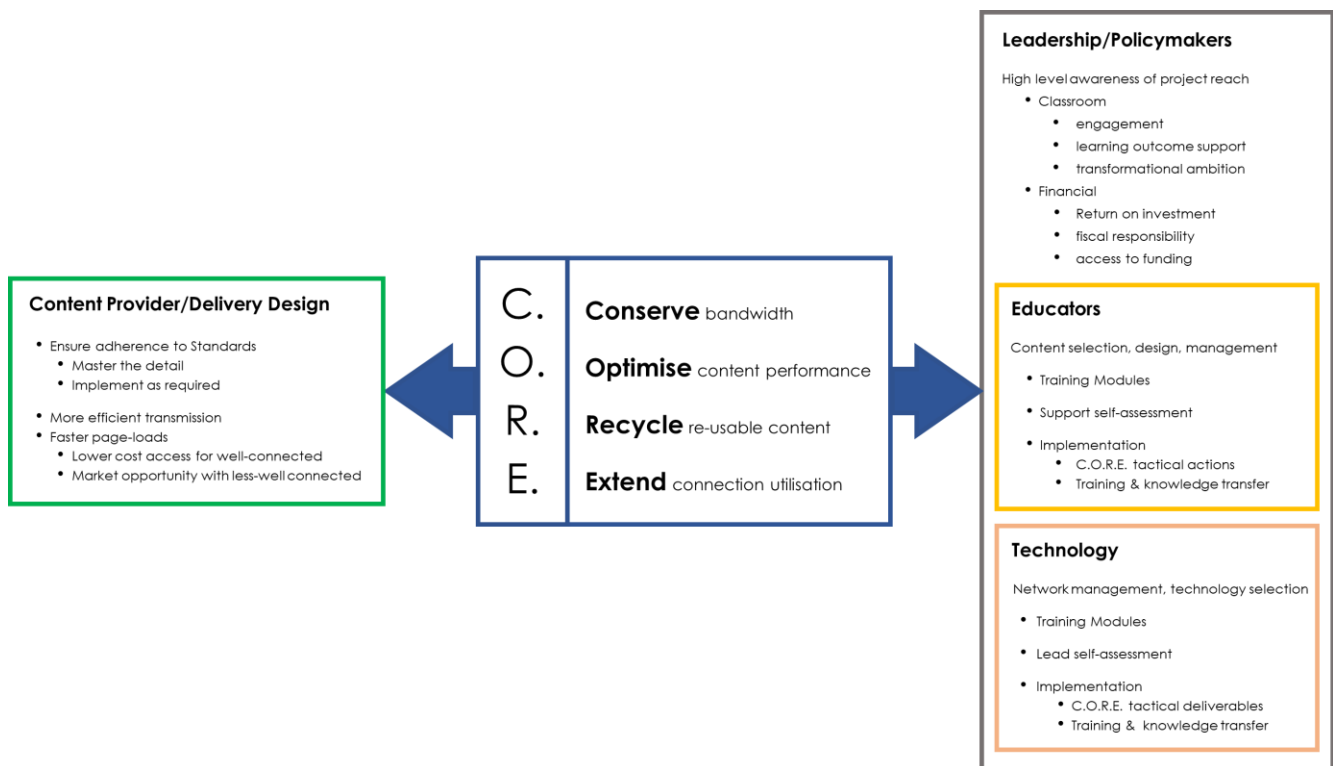 Content Provider/Delivery Design
• Ensure adherence to Standards
• Master the detail
• Implement as required
• More efficient transmission
• Faster page-loads
• Lower cost access for well-connected
• Market opportunity with less-well connected
C. Conserve bandwidth
O. Optimise content performance
R. Recycle re-usable content
E. Extend connection utilisation
Leadership/Policymakers
High level awareness of project reach
• Classroom
• engagement
• learning outcome support
• transformational ambition
• Financial
• Return on investment
• fiscal responsibility
• access to funding
Educators
Content selection, design, management
• Training Modules
• Support self-assessment
• Implementation
• C.O.R.E. tactical actions
• Training & knowledge transfer
Technology
Network management, technology selection
• Training Modules
• Lead self-assessment
• Implementation
• C.O.R.E. tactical deliverables
• Training & knowledge transfer